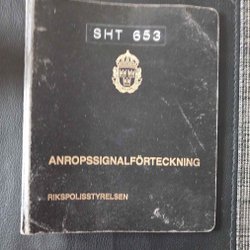 SHT 653
ANROPSSIGNALFÖRTECKNING
RIKSPOLISSTYRELSEN